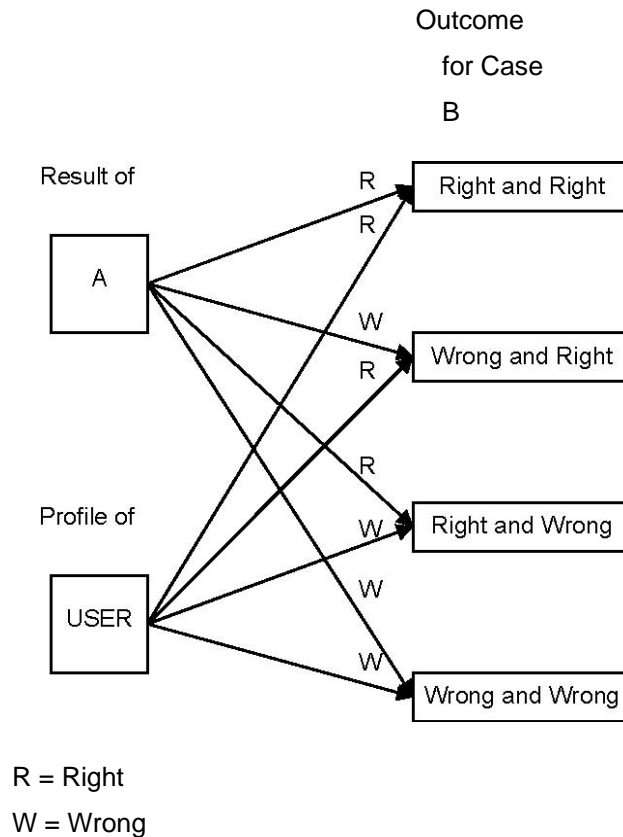 Outcome
for Case
B
Result of
R
Right and Right
R
A
W
Wrong and Right
R
R
Profile of
W
Right and Wrong
USER
W
W
Wrong and Wrong
R = Right
W = Wrong